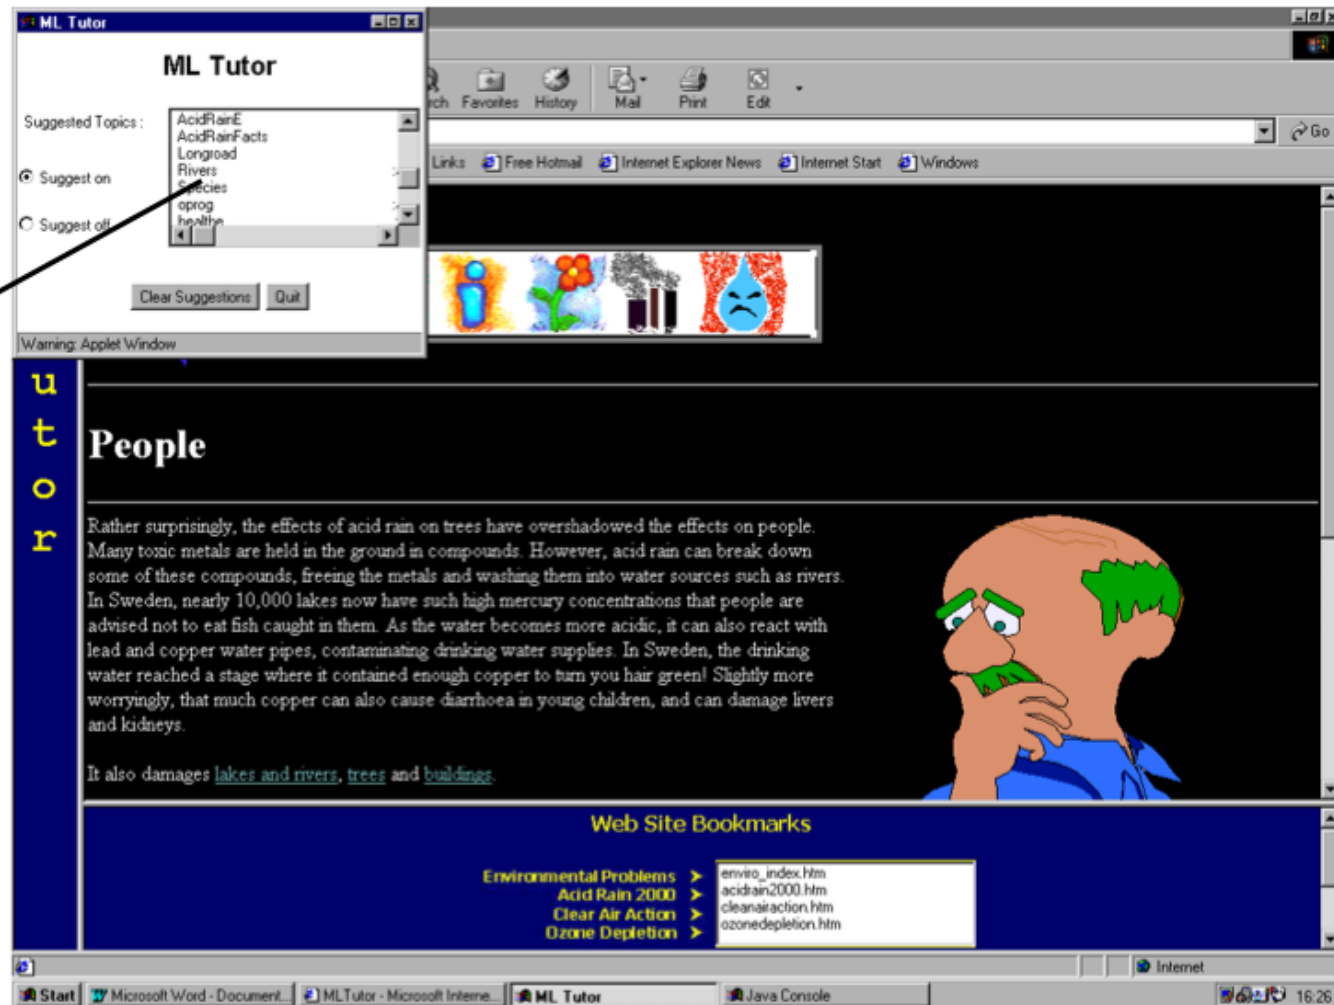 ML Tutor
ML Tutor
Suggested Topics :
AcidRainE
AcidRainFacts
Longroad
Rivers
Species
oprog
healthe
Suggest on
Suggest off
Clear Suggestions Quit
Warning: Applet Window
Favorites History Mail Print Edit
Go
Links Free Hotmail Internet Explorer News Internet Start Windows
u
t
o
r
People
Rather surprisingly, the effects of acid rain on trees have overshadowed the effects on people.
Many toxic metals are held in the ground in compounds. However, acid rain can break down
some of these compounds, freeing the metals and washing them into water sources such as rivers.
In Sweden, nearly 10,000 lakes now have such high mercury concentrations that people are
advised not to eat fish caught in them. As the water becomes more acidic, it can also react with
lead and copper water pipes, contaminating drinking water supplies. In Sweden, the drinking
water reached a stage where it contained enough copper to turn you hair green! Slightly more
worryingly, that much copper can also cause diarrhoea in young children, and can damage livers
and kidneys.
It also damages lakes and rivers, trees and buildings.
Web Site Bookmarks
Environmental Problems
Acid Rain 2000
Clear Air Action
Ozone Depletion
enviro_index.htm
acidrain2000.htm
cleanairaction.htm
ozonedepletion.htm
Internet
Start Microsoft Word - Document... MLTutor - Microsoft Interne... ML Tutor Java Console 16:26